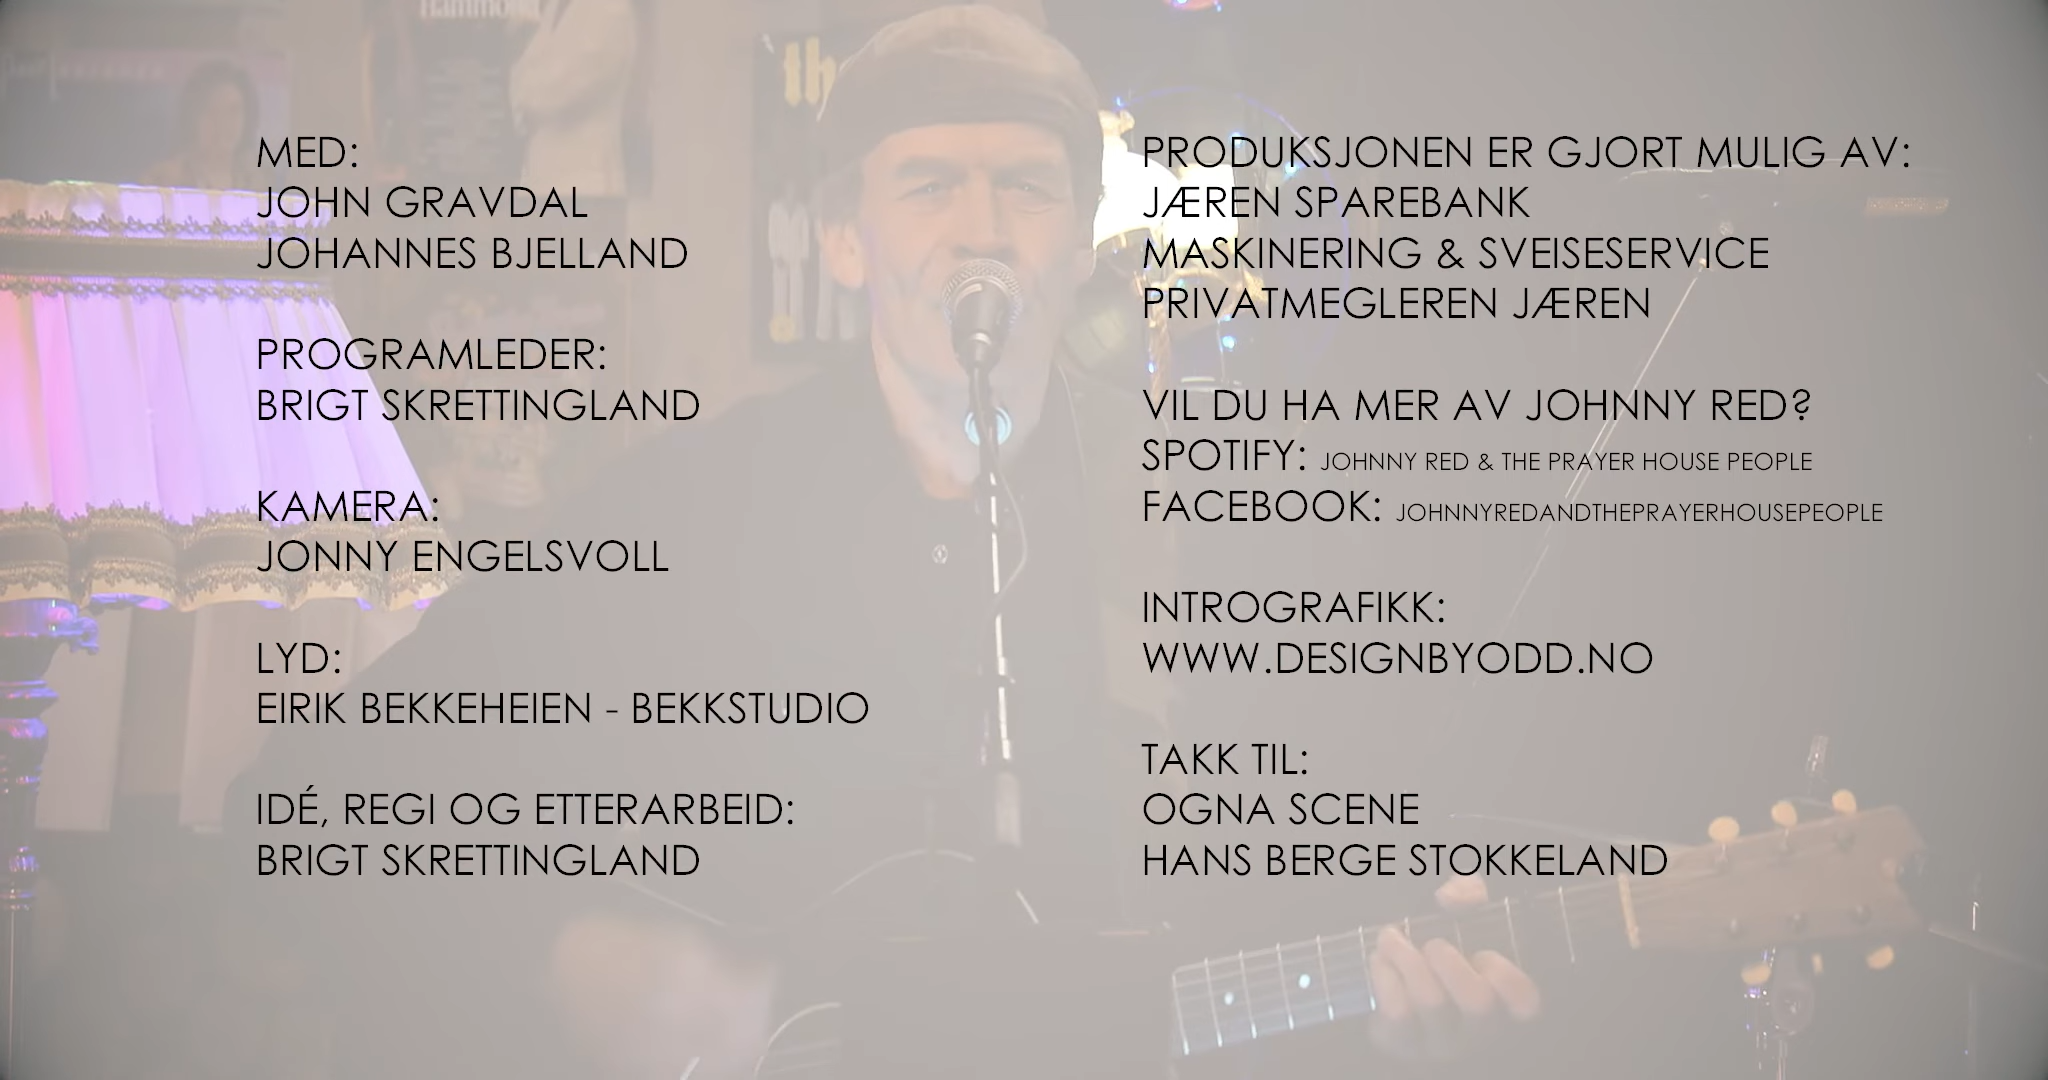 Hammond
th
MED:
JOHN GRAVDAL
JOHANNES BJELLAND
PROGRAMLEDER:
BRIGT SKRETTINGLAND
KAMERA:
JONNY ENGELSVOLL
LYD:
EIRIK BEKKEHEIEN - BEKKSTUDIO
IDÉ, REGI OG ETTERARBEID:
BRIGT SKRETTINGLAND
PRODUKSJONEN ER GJORT MULIG AV:
JÆREN SPAREBANK
MASKINERING & SVEISESERVICE
PRIVATMEGLEREN JÆREN
VIL DU HA MER AV JOHNNY RED?
SPOTIFY: JOHNNY RED & THE PRAYER HOUSE PEOPLE
FACEBOOK: JOHNNYREDANDTHEPRAYERHOUSEPEOPLE
INTROGRAFIKK:
WWW.DESIGNBYODD.NO
TAKK TIL:
OGNA SCENE
HANS BERGE STOKKELAND